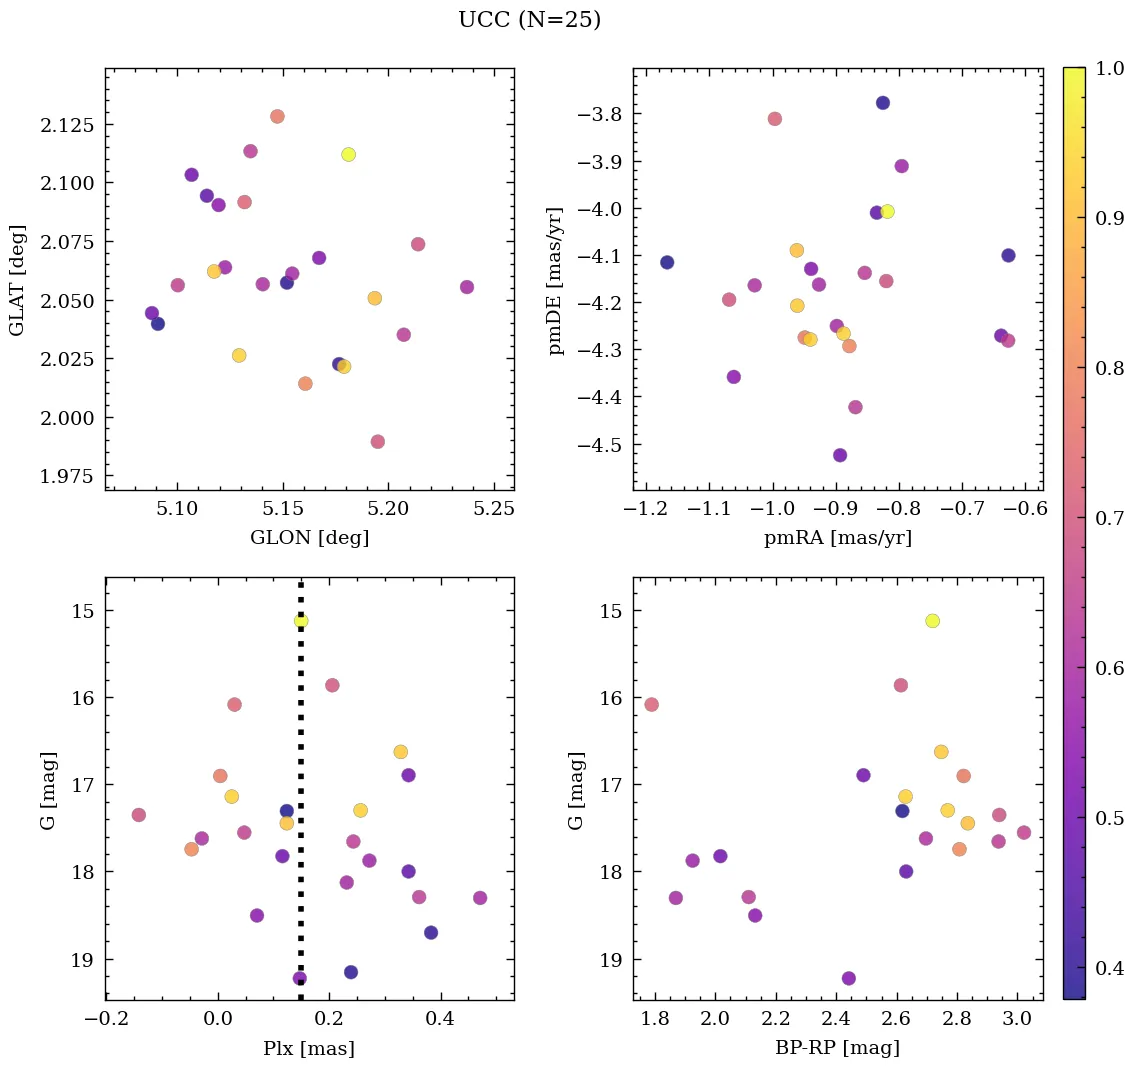 UCC (N=25)
2.125
2.100
2.075
2.050
2.025
2.000
1.975
GLAT [deg]
5.10 5.15 5.20 5.25
GLON [deg]
−3.8
−3.9
−4.0
−4.1
−4.2
−4.3
−4.4
−4.5
pmDE [mas/yr]
−1.2 −1.1 −1.0 −0.9 −0.8 −0.7 −0.6
pmRA [mas/yr]
15
16
17
18
19
G [mag]
−0.2 0.0 0.2 0.4
Plx [mas]
15
16
17
18
19
G [mag]
1.8 2.0 2.2 2.4 2.6 2.8 3.0
BP-RP [mag]
1.0
0.9
0.8
0.7
0.6
0.5
0.4